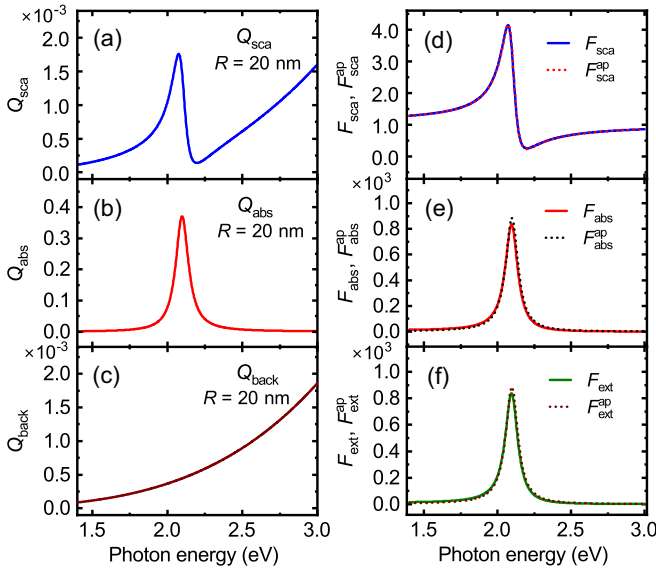 ×10⁻³
(a)
Q_sca
R = 20 nm
2.0
1.5
1.0
0.5
0.0
Q_sca
(b)
Q_abs
R = 20 nm
0.4
0.3
0.2
0.1
0.0
Q_abs
×10⁻³
(c)
Q_back
R = 20 nm
2.0
1.5
1.0
0.5
0.0
Q_back
1.5 2.0 2.5 3.0
Photon energy (eV)
(d)
F_sca
F_sca^ap
4.0
3.0
2.0
1.0
0.0
F_sca, F_sca^ap
×10³
(e)
F_abs
F_abs^ap
1.0
0.8
0.6
0.4
0.2
0.0
F_abs, F_abs^ap
×10³
(f)
F_ext
F_ext^ap
1.0
0.8
0.6
0.4
0.2
0.0
F_ext, F_ext^ap
1.5 2.0 2.5 3.0
Photon energy (eV)